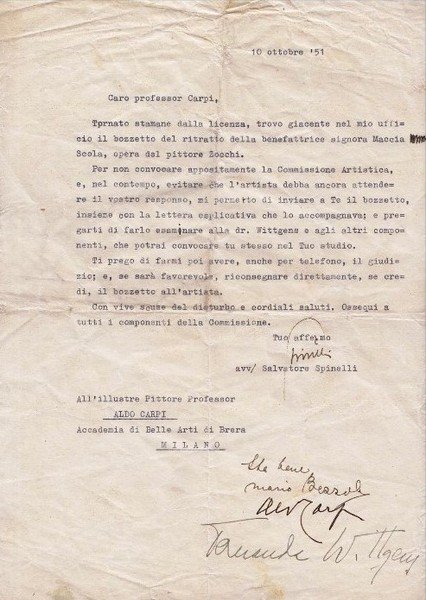 10 ottobre '51
Caro professor Carpi,
Tprnato stamane dalla licenza, trovo giacente nel mio uffi=
cio il bozzetto del ritratto della benefattrice signora Maccia
Scola, opera del pittore Zocchi.
Per non convocare appositamente la Commissione Artistica,
e, nel contempo, evitare che l'artista debba ancora attende=
re il vostro responso, mi permetto di inviare a Te il bozzetto,
insieme con la lettera esplicativa che lo accompagnava; e pre=
garti di farlo esaminare alla dr. Wittgens e agli altri compo=
nenti, che potrai convocare tu stesso nel Tuo studio.
Ti prego di farmi poi avere, anche per telefono, il giudi=
zio; e, se sarà favorevole, riconsegnare direttamente, se cre=
di, il bozzetto all'artista.
Con vive scuse del disturbo e cordiali saluti. Ossequi a
tutti i componenti della Commissione.
Tuo affe/mo
Spinelli
avv/ Salvatore Spinelli
All'illustre Pittore Professor
ALDO CARPI
Accademia di Belle Arti di Brera
MILANO
Sta bene
mario Bezzola
Aldo Carpi
Fernanda Wittgens